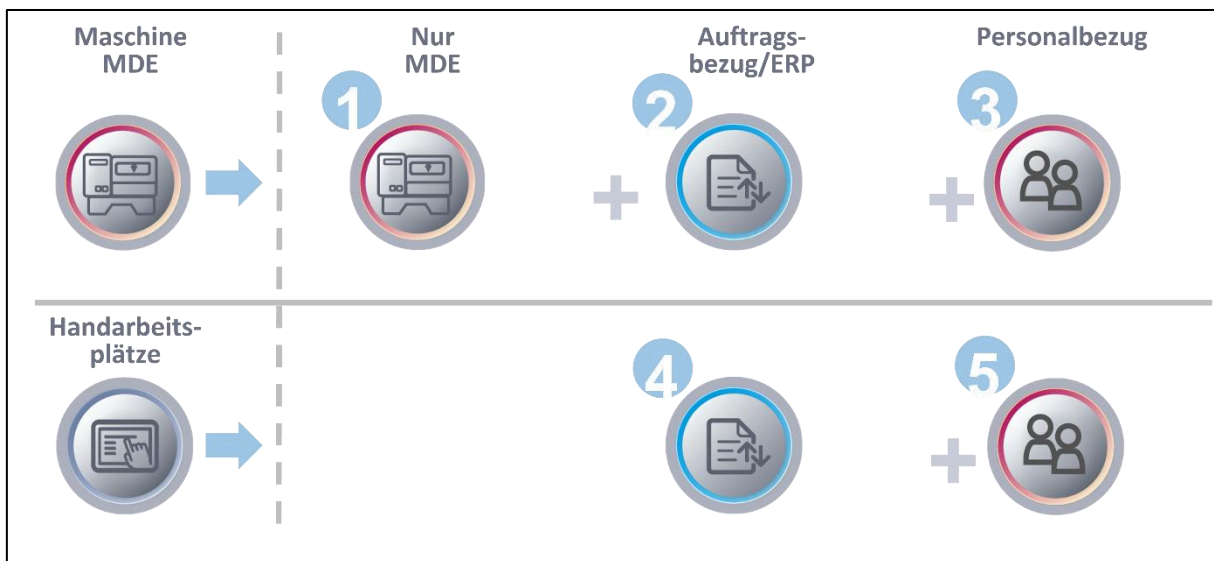 Maschine
MDE
Nur
MDE
Auftrags-
bezug/ERP
Personalbezug
1
2
3
Handarbeits-
plätze
4
5